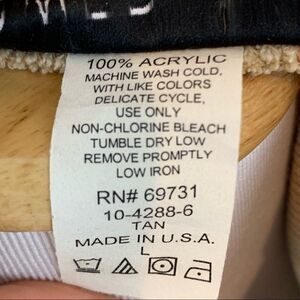 100% ACRYLIC
MACHINE WASH COLD,
WITH LIKE COLORS
DELICATE CYCLE,
USE ONLY
NON-CHLORINE BLEACH
TUMBLE DRY LOW
REMOVE PROMPTLY
LOW IRON
RN# 69731
10-4288-6
TAN
MADE IN U.S.A.
L